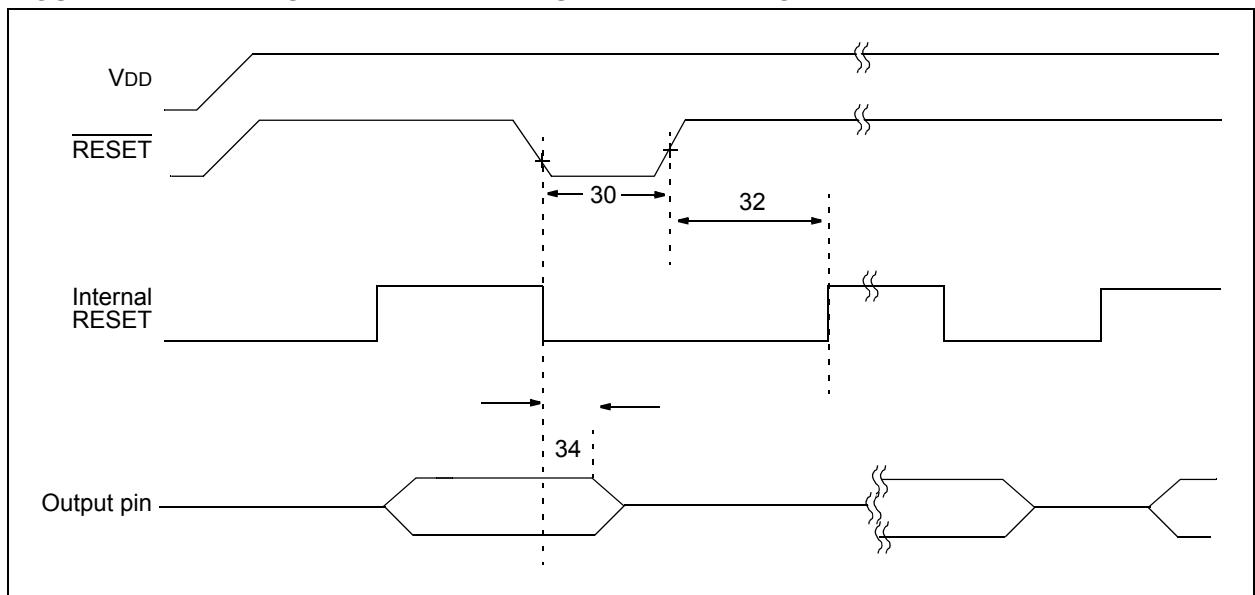 VDD
RESET
30
32
Internal
RESET
34
Output pin